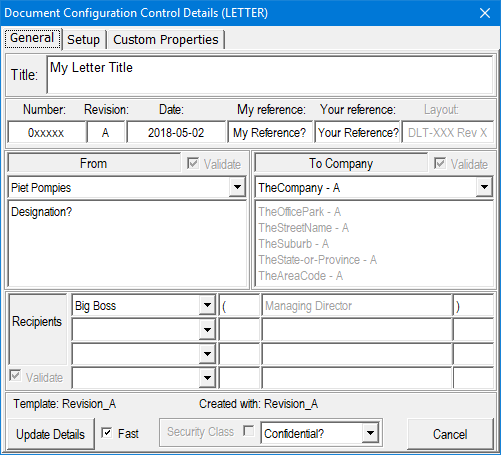 Document Configuration Control Details (LETTER)
General Setup Custom Properties
Title: My Letter Title
Number: Revision: Date: My reference: Your reference: Layout:
0xxxxx A 2018-05-02 My Reference? Your Reference? DLT-XXX Rev X
From Validate To Company Validate
Piet Pompies TheCompany - A
Designation? TheOfficePark - A
TheStreetName - A
TheSuburb - A
TheState-or-Province - A
TheAreaCode - A
Recipients Big Boss ( Managing Director )
Validate
Template: Revision_A Created with: Revision_A
Update Details Fast Security Class Confidential? Cancel